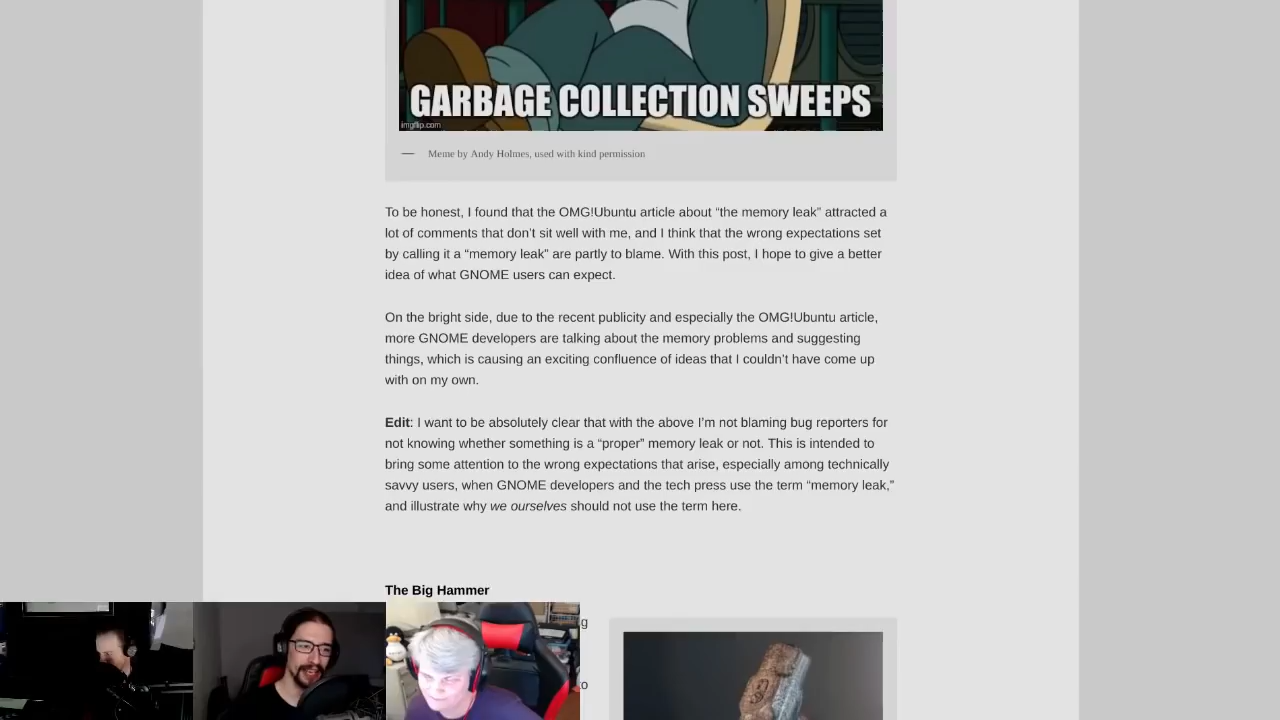 GARBAGE COLLECTION SWEEPS
imgflip.com
— Meme by Andy Holmes, used with kind permission
To be honest, I found that the OMG!Ubuntu article about “the memory leak” attracted a
lot of comments that don’t sit well with me, and I think that the wrong expectations set
by calling it a “memory leak” are partly to blame. With this post, I hope to give a better
idea of what GNOME users can expect.
On the bright side, due to the recent publicity and especially the OMG!Ubuntu article,
more GNOME developers are talking about the memory problems and suggesting
things, which is causing an exciting confluence of ideas that I couldn’t have come up
with on my own.
Edit: I want to be absolutely clear that with the above I’m not blaming bug reporters for
not knowing whether something is a “proper” memory leak or not. This is intended to
bring some attention to the wrong expectations that arise, especially among technically
savvy users, when GNOME developers and the tech press use the term “memory leak,”
and illustrate why we ourselves should not use the term here.
The Big Hammer